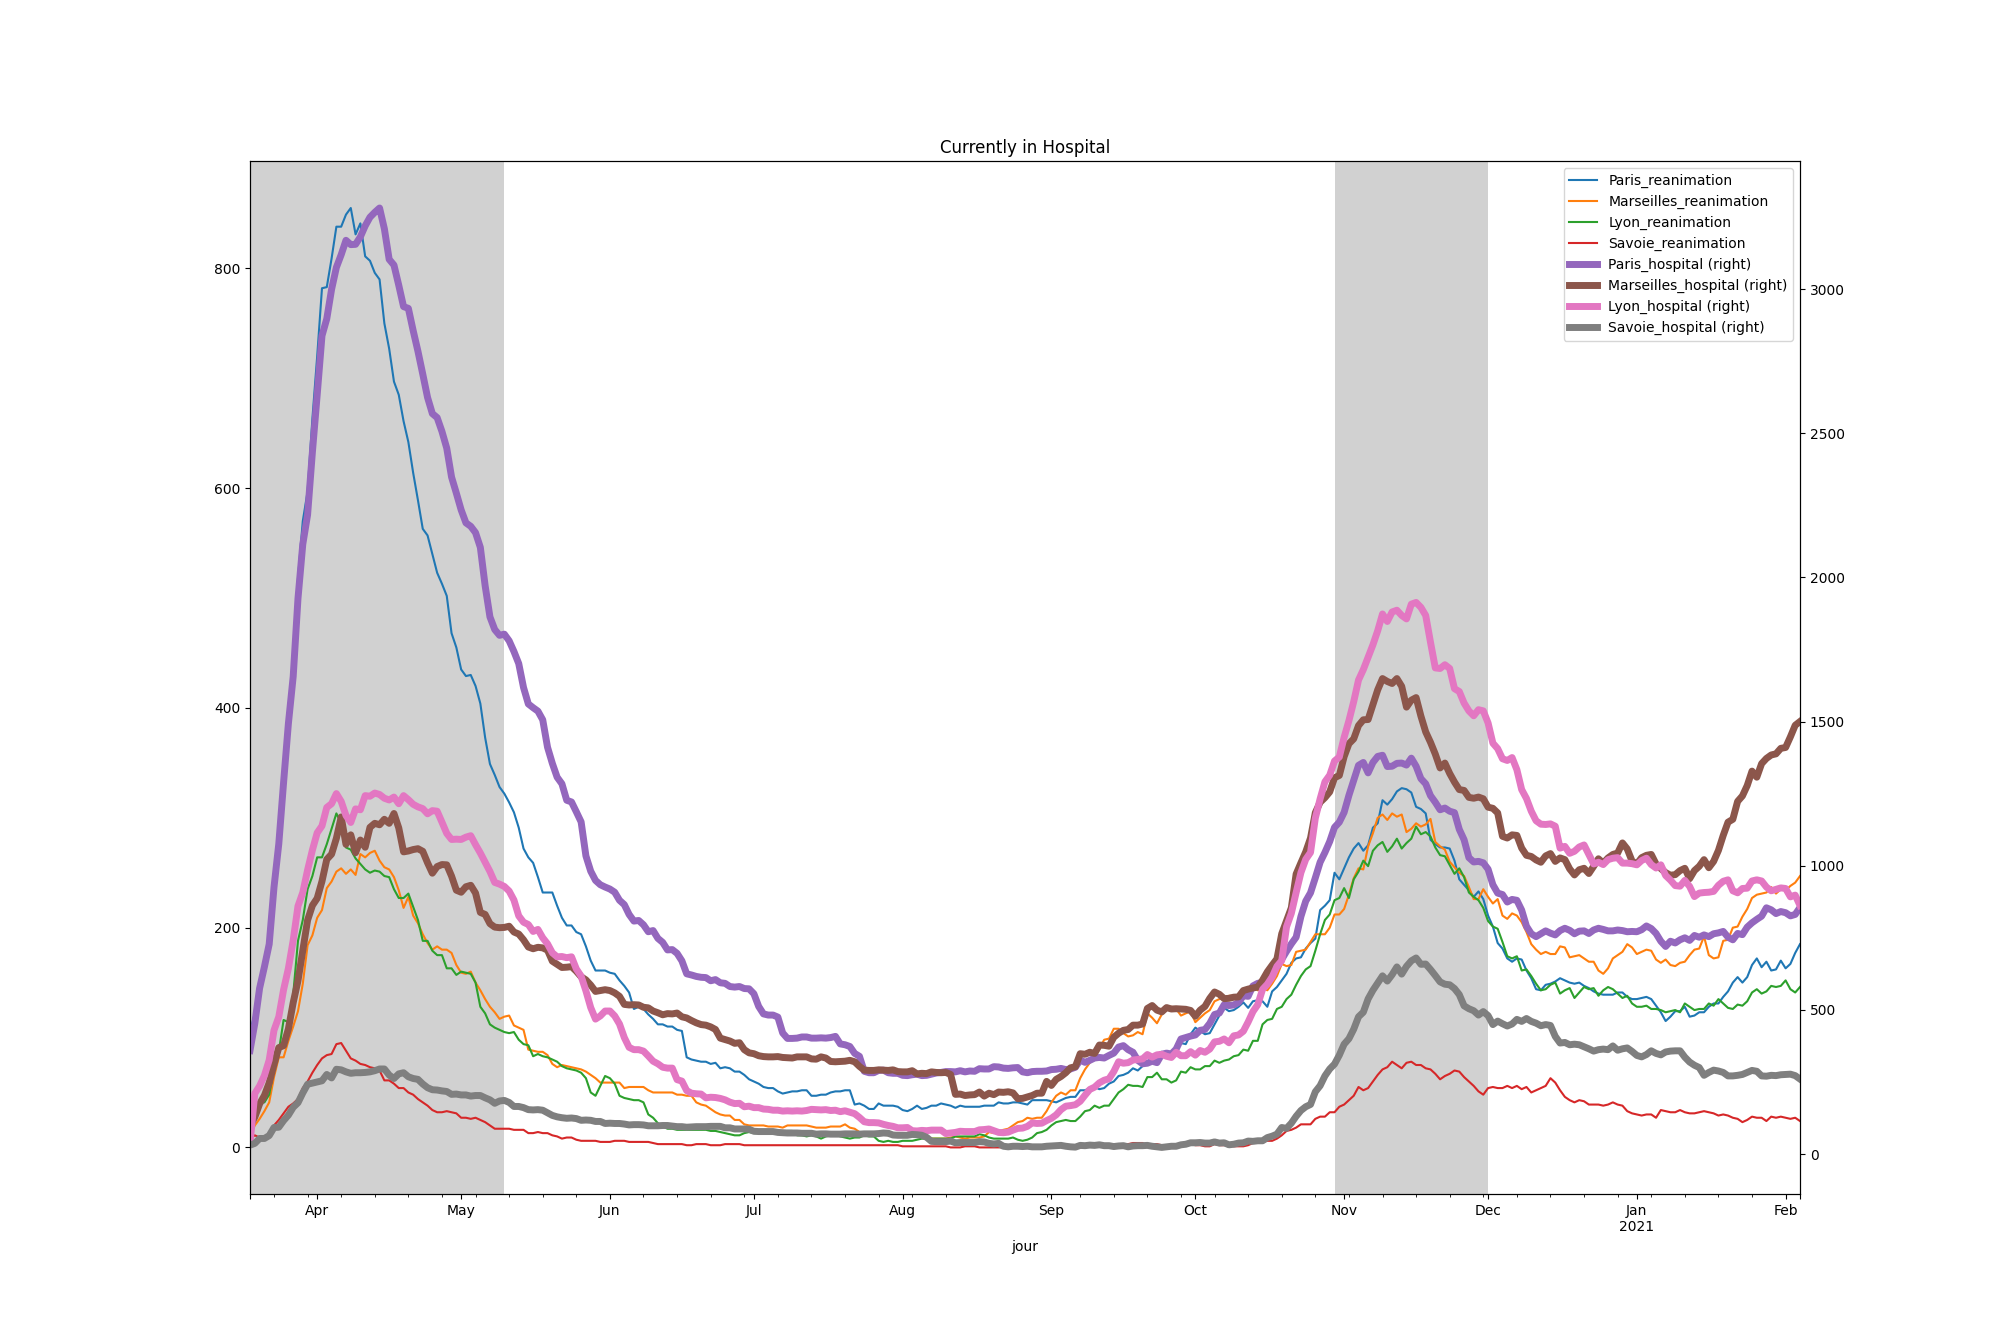 Currently in Hospital
Paris_reanimation
Marseilles_reanimation
Lyon_reanimation
Savoie_reanimation
Paris_hospital (right)
Marseilles_hospital (right)
Lyon_hospital (right)
Savoie_hospital (right)
800
600
400
200
0
3000
2500
2000
1500
1000
500
0
Apr May Jun Jul Aug Sep Oct Nov Dec Jan Feb
2021
jour